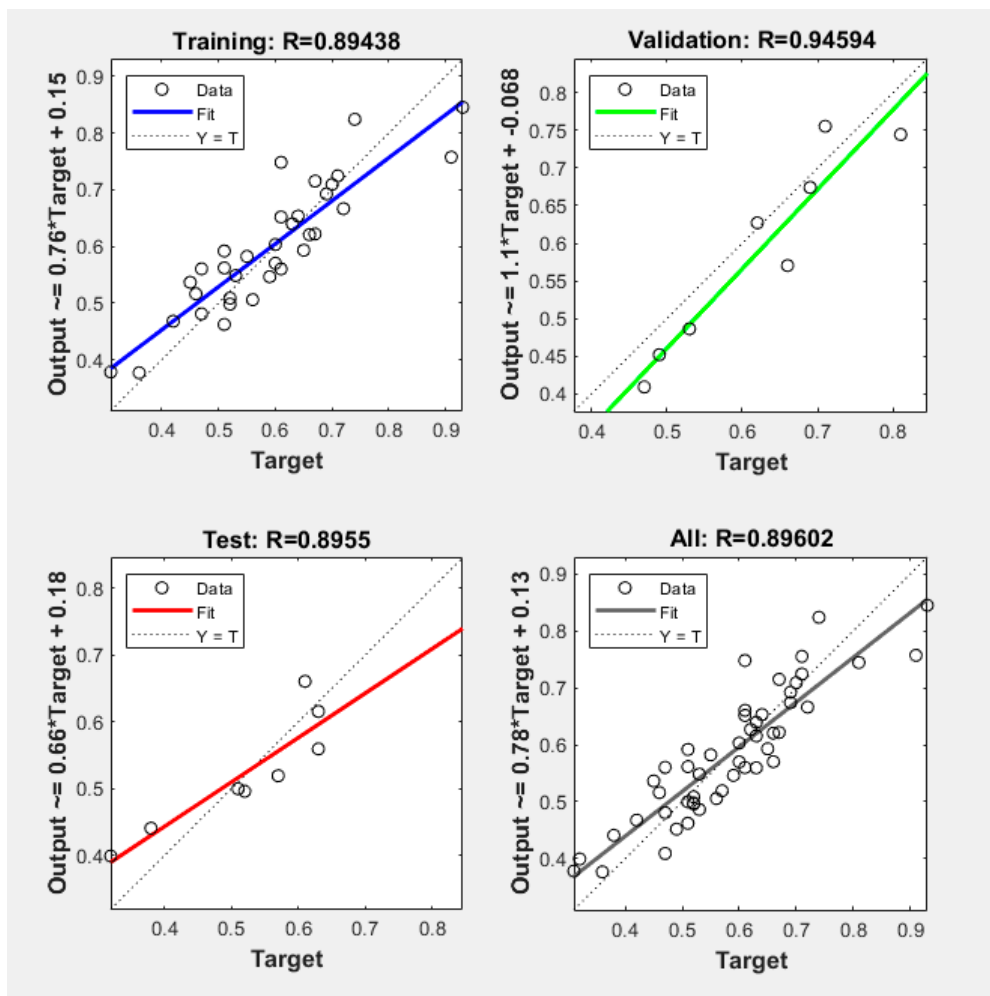 Training: R=0.89438
Output ~= 0.76*Target + 0.15
0.9
0.8
0.7
0.6
0.5
0.4
Data
Fit
Y = T
0.4 0.5 0.6 0.7 0.8 0.9
Target
Validation: R=0.94594
Output ~= 1.1*Target + -0.068
0.8
0.75
0.7
0.65
0.6
0.55
0.5
0.45
0.4
Data
Fit
Y = T
0.4 0.5 0.6 0.7 0.8
Target
Test: R=0.8955
Output ~= 0.66*Target + 0.18
0.8
0.7
0.6
0.5
0.4
Data
Fit
Y = T
0.4 0.5 0.6 0.7 0.8
Target
All: R=0.89602
Output ~= 0.78*Target + 0.13
0.9
0.8
0.7
0.6
0.5
0.4
Data
Fit
Y = T
0.4 0.5 0.6 0.7 0.8 0.9
Target